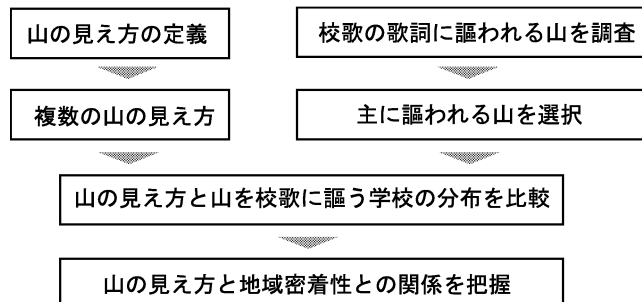 山の見え方の定義
校歌の歌詞に謳われる山を調査
複数の山の見え方
主に謳われる山を選択
山の見え方と山を校歌に謳う学校の分布を比較
山の見え方と地域密着性との関係を把握